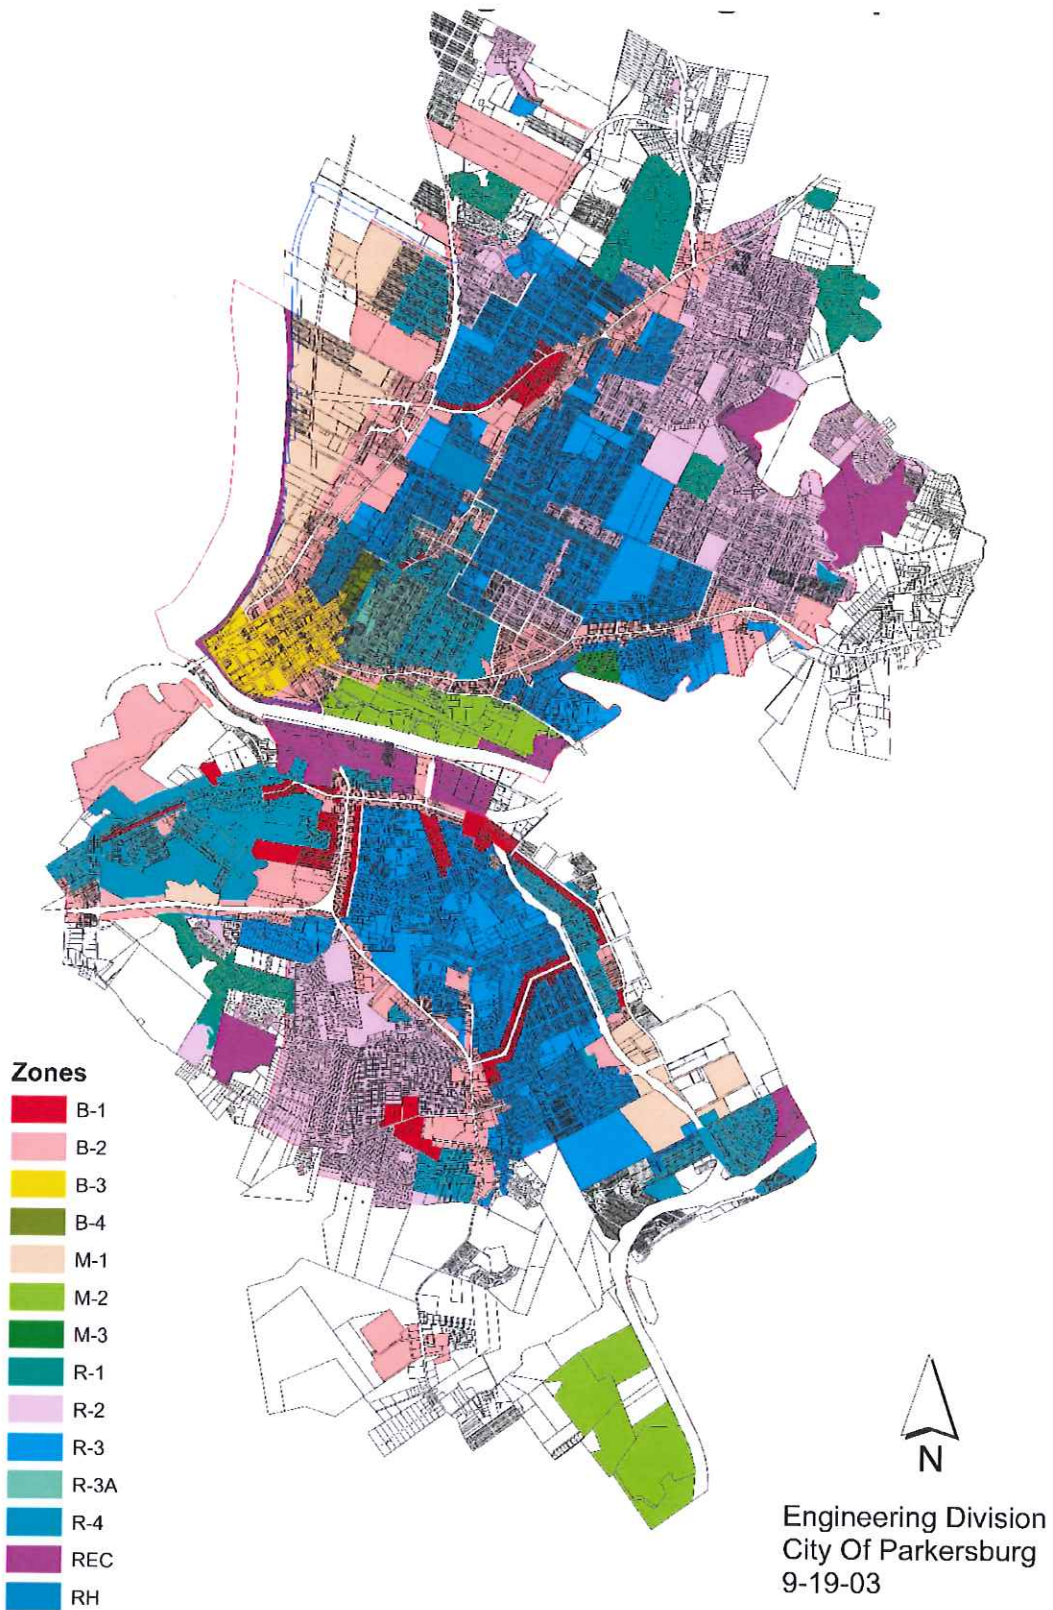 Zones
B-1
B-2
B-3
B-4
M-1
M-2
M-3
R-1
R-2
R-3
R-3A
R-4
REC
RH
N
Engineering Division
City Of Parkersburg
9-19-03